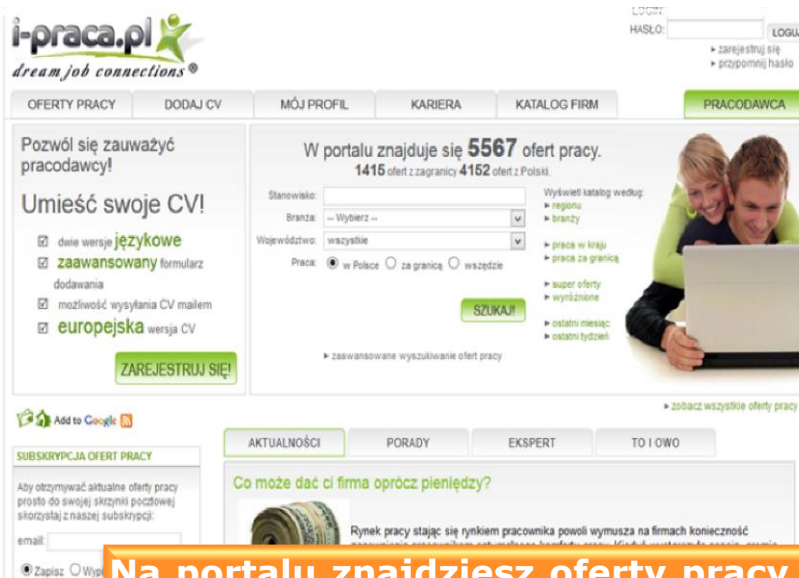 LOGIN:
i-praca.pl
HASŁO:
LOGUJ
▸ zarejestruj się
dream job connections ®
▸ przypomnij hasło
OFERTY PRACY DODAJ CV MÓJ PROFIL KARIERA KATALOG FIRM PRACODAWCA
Pozwól się zauważyć
pracodawcy!
Umieść swoje CV!
dwie wersje językowe
zaawansowany formularz
dodawania
możliwość wysyłania CV mailem
europejska wersja CV
ZAREJESTRUJ SIĘ!
W portalu znajduje się 5567 ofert pracy.
1415 ofert z zagranicy 4152 ofert z Polski.
Stanowisko:
Branża: -- Wybierz --
Województwo: wszystkie
Praca: w Polsce za granicą wszędzie
SZUKAJ!
▸ zaawansowane wyszukiwanie ofert pracy
Wyświetl katalog według:
▸ regionu
▸ branży
▸ praca w kraju
▸ praca za granicą
▸ super oferty
▸ wyróżnione
▸ ostatni miesiąc
▸ ostatni tydzień
▸ zobacz wszystkie oferty pracy
Add to Google
SUBSKRYPCJA OFERT PRACY
Aby otrzymywać aktualne oferty pracy
prosto do swojej skrzynki pocztowej
skorzystaj z naszej subskrypcji:
email:
Zapisz
AKTUALNOŚCI PORADY EKSPERT TO I OWO
Co może dać ci firma oprócz pieniędzy?
Rynek pracy stając się rynkiem pracownika powoli wymusza na firmach konieczność
Na portalu znajdziesz oferty pracy